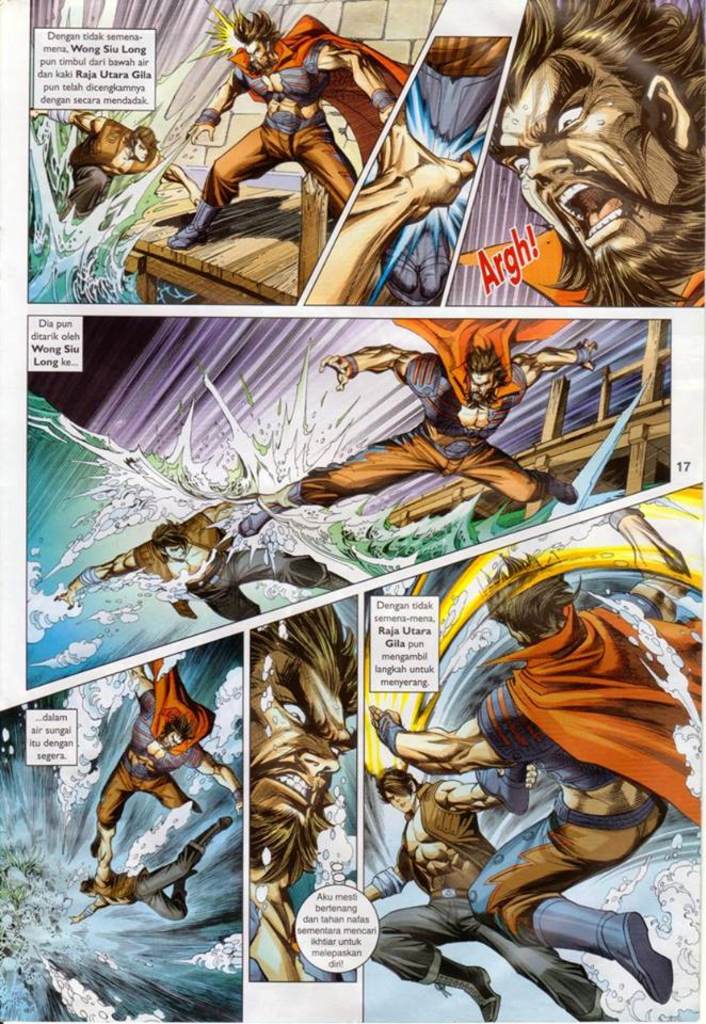 Dengan tidak semena-
mena, Wong Siu Long
pun timbul dari bawah air
dan kaki Raja Utara Gila
pun telah dicengkam
dengan secara mendadak.
Argh!
Dia pun
ditarik oleh
Wong Siu
Long ke...
17
...dalam
air sungai
itu dengan
segera.
Aku mesti
bertenang
dan tahan nafas
sementara mencari
ikhtiar untuk
melepaskan
diri!
Dengan tidak
semena-mena,
Raja Utara
Gila pun
mengambil
langkah untuk
menyerang.